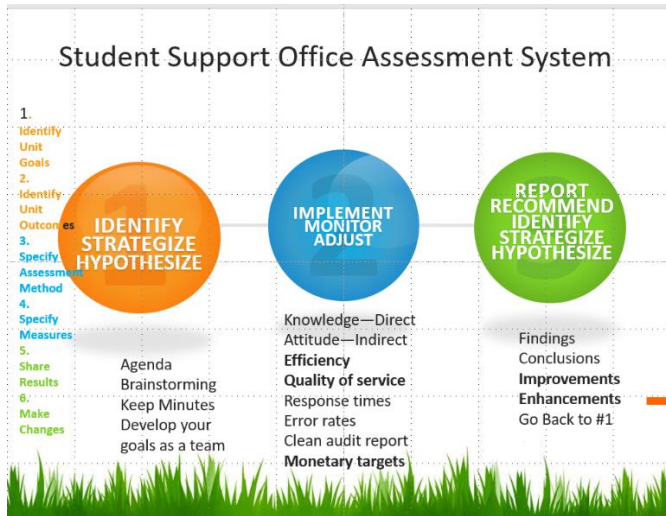 Student Support Office Assessment System
1.
Identify
Unit
Goals
2.
Identify
Unit
Outcomes
3.
Specify
Assessment
Method
4.
Specify
Measures
5.
Share
Results
6.
Make
Changes
1
IDENTIFY
STRATEGIZE
HYPOTHESIZE
Agenda
Brainstorming
Keep Minutes
Develop your
goals as a team
2
IMPLEMENT
MONITOR
ADJUST
Knowledge—Direct
Attitude—Indirect
Efficiency
Quality of service
Response times
Error rates
Clean audit report
Monetary targets
3
REPORT
RECOMMEND
IDENTIFY
STRATEGIZE
HYPOTHESIZE
Findings
Conclusions
Improvements
Enhancements
Go Back to #1